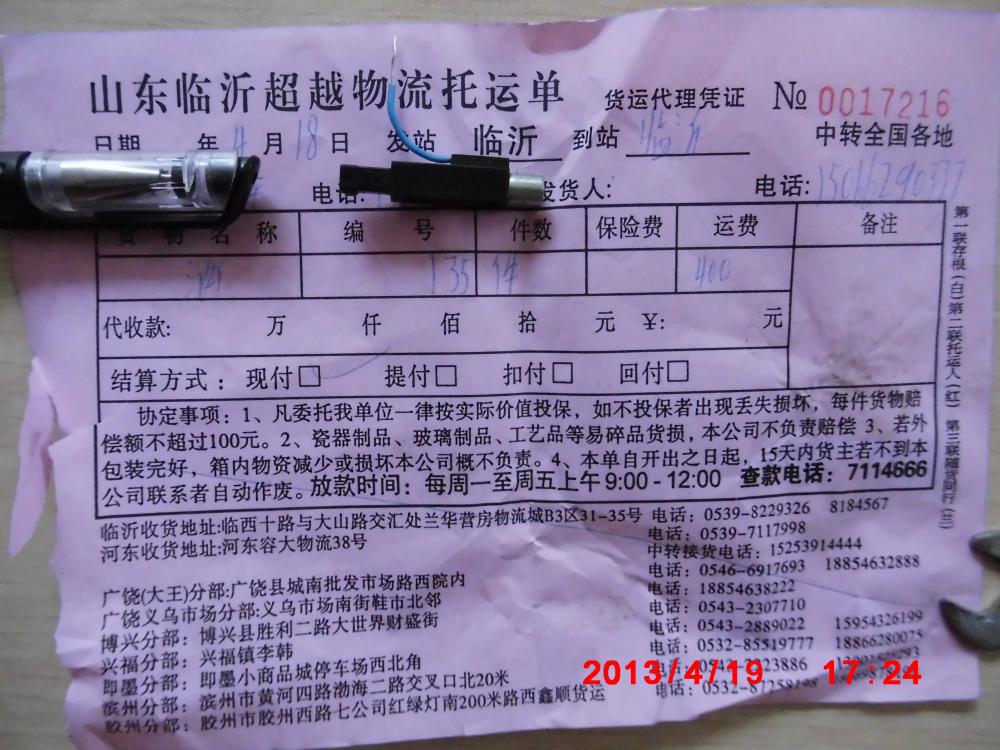 山东临沂超越物流托运单 货运代理凭证 № 0017216
日期 年 4 月 18 日 发站 临沂 到站 临沂 中转全国各地
电话: 发货人: 电话:
货物名称 编号 件数 保险费 运费 备注
酒 135 件 400
代收款: 万 仟 佰 拾 元 ¥: 元
结算方式: 现付□ 提付□ 扣付□ 回付□
协定事项: 1、凡委托我单位一律按实际价值投保, 如不投保者出现丢失损坏, 每件货物赔
偿额不超过100元。2、瓷器制品、玻璃制品、工艺品等易碎品货损, 本公司不负责赔偿 3、若外
包装完好, 箱内物资减少或损坏本公司概不负责。4、本单自开出之日起, 15天内货主若不到本
公司联系者自动作废。放款时间: 每周一至周五上午9:00-12:00 查款电话: 7114666
第一联存根(白)第二联托运人(红) 第三联随货同行(三)
临沂收货地址:临西十路与大山路交汇处兰华营房物流城B3区31-35号 电话: 0539-8229326 8184567
河东收货地址:河东容大物流38号 电话: 0539-7117998
中转接货电话: 15253914444
广饶(大王)分部:广饶县城南批发市场路西院内 电话: 0546-6917693 18854632888
广饶义乌市场分部:义乌市场南街鞋市北邻 电话: 18854638222
博兴分部: 博兴县胜利二路大世界财盛街 电话: 0543-2307710
兴福分部: 兴福镇李韩 电话: 0543-2889022 15954326199
即墨分部: 即墨小商品城停车场西北角 电话: 0532-85519777 18866280075
滨州分部: 滨州市黄河四路渤海二路交叉口北20米
胶州分部: 胶州市胶州西路七公司红绿灯南200米路西鑫顺货运
2013/4/19 17:24